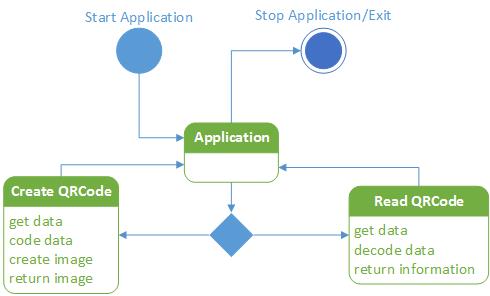 Start Application
Stop Application/Exit
Application
Create QRCode
get data
code data
create image
return image
Read QRCode
get data
decode data
return information